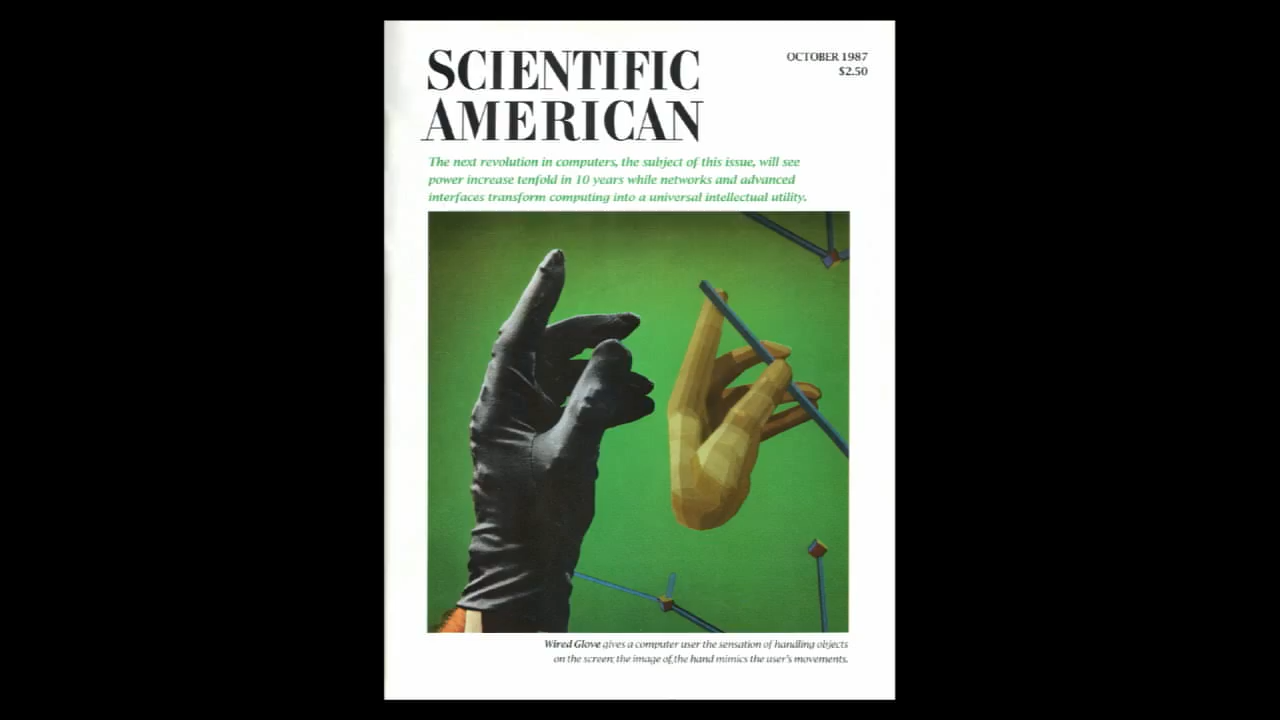 SCIENTIFIC
AMERICAN
OCTOBER 1987
$2.50
The next revolution in computers, the subject of this issue, will see
power increase tenfold in 10 years while networks and advanced
interfaces transform computing into a universal intellectual utility.
Wired Glove gives a computer user the sensation of handling objects
on the screen; the image of the hand mimics the user's movements.